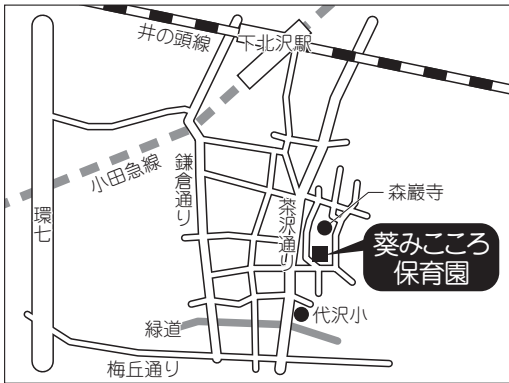 井の頭線
下北沢駅
小田急線
鎌倉通り
茶沢通り
環七
森巌寺
葵みこころ
保育園
代沢小
緑道
梅丘通り